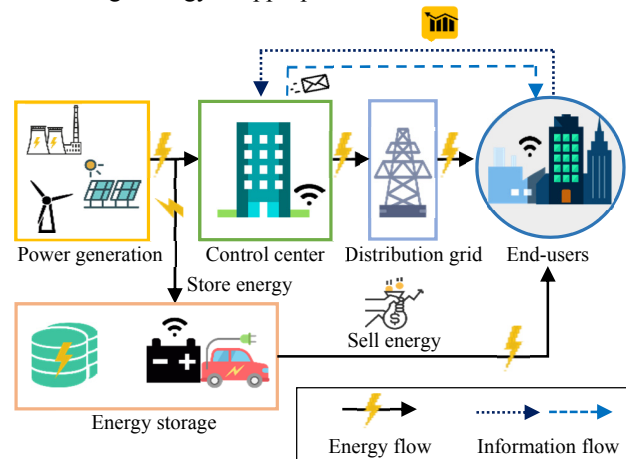 Power generation
Control center
Distribution grid
End-users
Store energy
Sell energy
Energy storage
Energy flow
Information flow